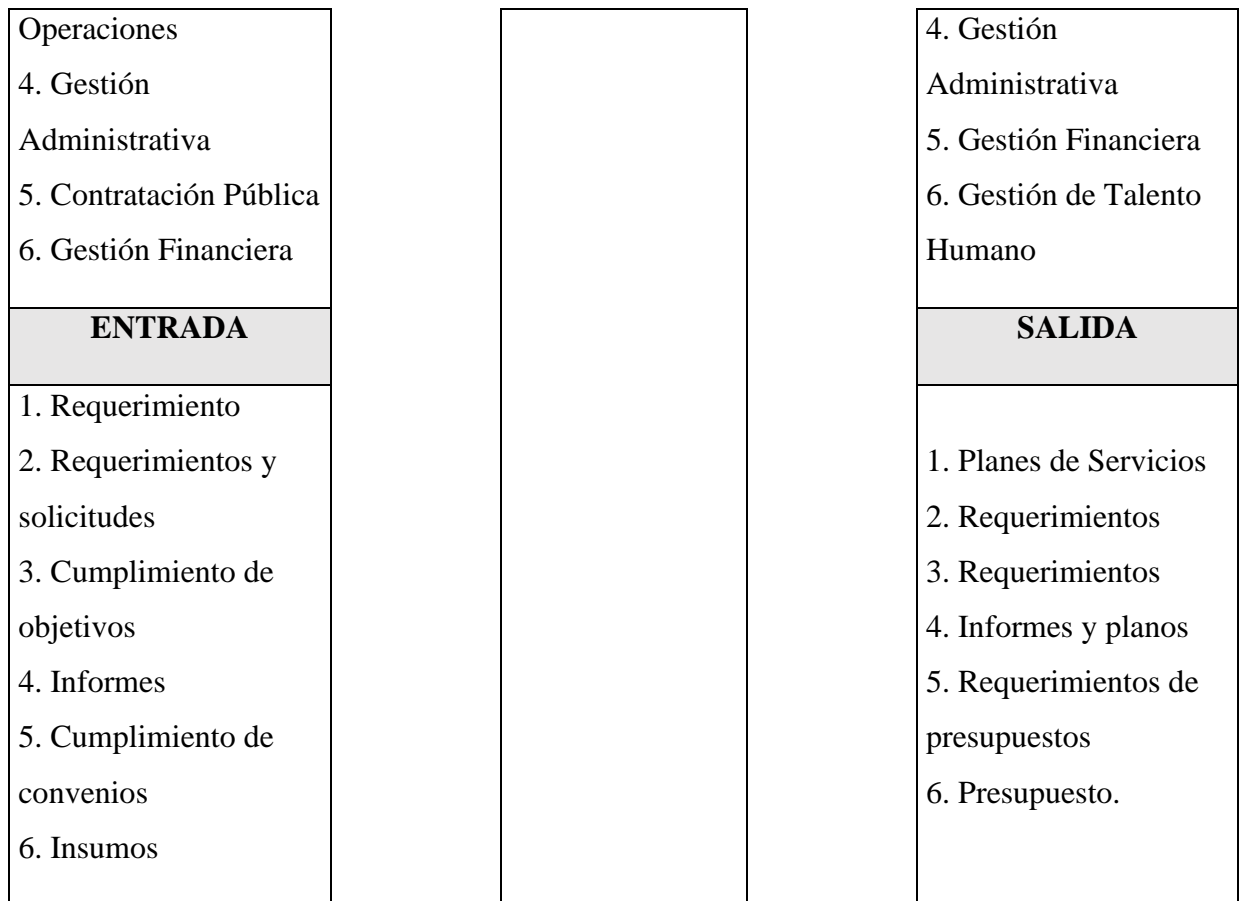 Operaciones
4. Gestión
Administrativa
5. Contratación Pública
6. Gestión Financiera
ENTRADA
1. Requerimiento
2. Requerimientos y
solicitudes
3. Cumplimiento de
objetivos
4. Informes
5. Cumplimiento de
convenios
6. Insumos
4. Gestión
Administrativa
5. Gestión Financiera
6. Gestión de Talento
Humano
SALIDA
1. Planes de Servicios
2. Requerimientos
3. Requerimientos
4. Informes y planos
5. Requerimientos de
presupuestos
6. Presupuesto.